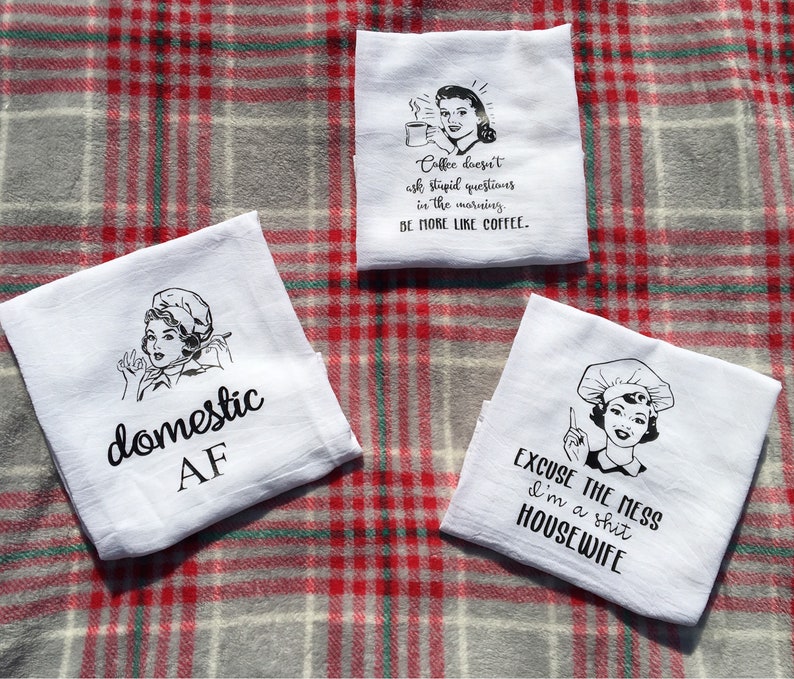 Coffee doesn't
ask stupid questions
in the morning.
BE MORE LIKE COFFEE.
domestic
AF
EXCUSE THE MESS
I'm a shit
HOUSEWIFE